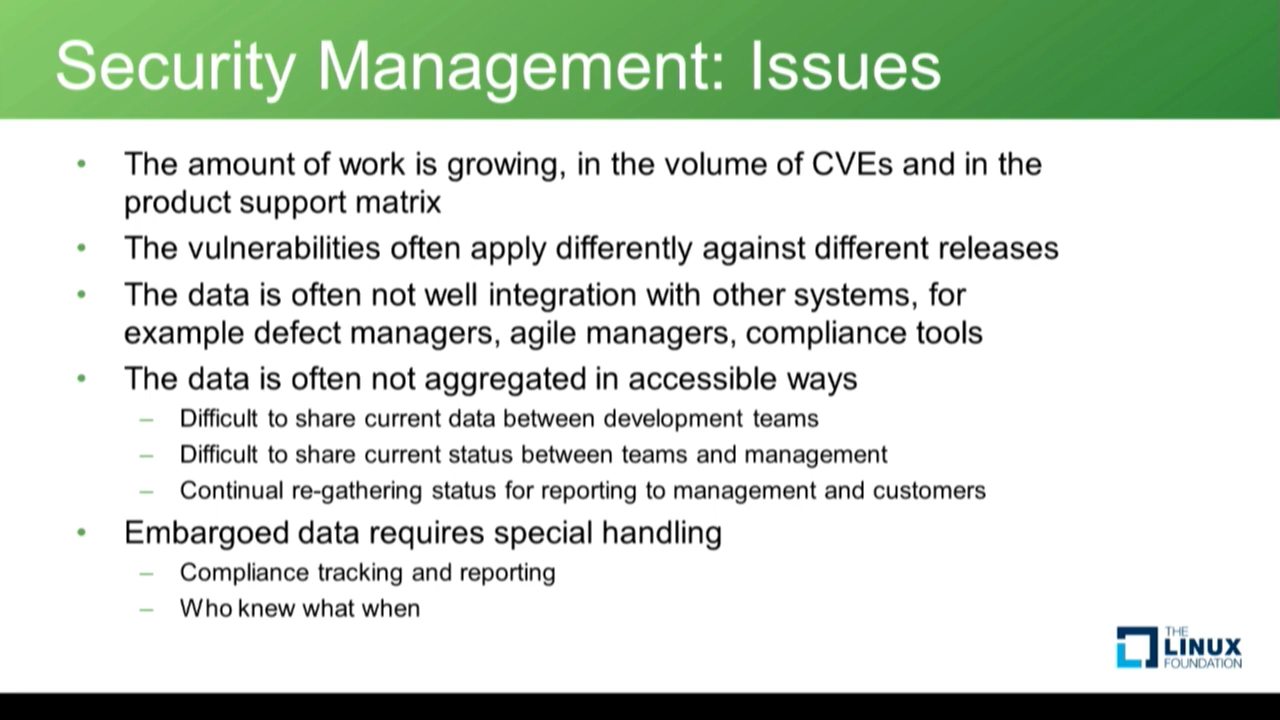 Security Management: Issues
• The amount of work is growing, in the volume of CVEs and in the
product support matrix
• The vulnerabilities often apply differently against different releases
• The data is often not well integration with other systems, for
example defect managers, agile managers, compliance tools
• The data is often not aggregated in accessible ways
– Difficult to share current data between development teams
– Difficult to share current status between teams and management
– Continual re-gathering status for reporting to management and customers
• Embargoed data requires special handling
– Compliance tracking and reporting
– Who knew what when
THE
LINUX
FOUNDATION